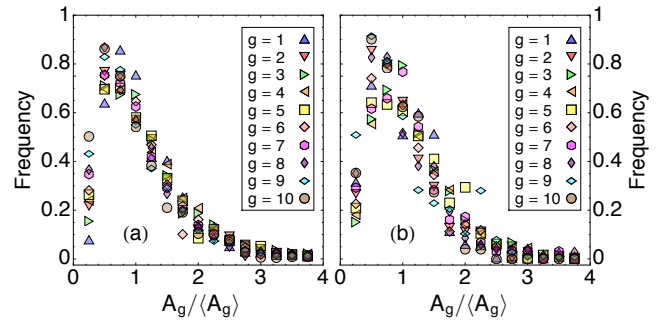 1
0.8
0.6
0.4
0.2
0
Frequency
0
1
2
3
4
A_g/⟨A_g⟩
(a)
g = 1
g = 2
g = 3
g = 4
g = 5
g = 6
g = 7
g = 8
g = 9
g = 10
1
0.8
0.6
0.4
0.2
0
Frequency
0
1
2
3
4
A_g/⟨A_g⟩
(b)
g = 1
g = 2
g = 3
g = 4
g = 5
g = 6
g = 7
g = 8
g = 9
g = 10